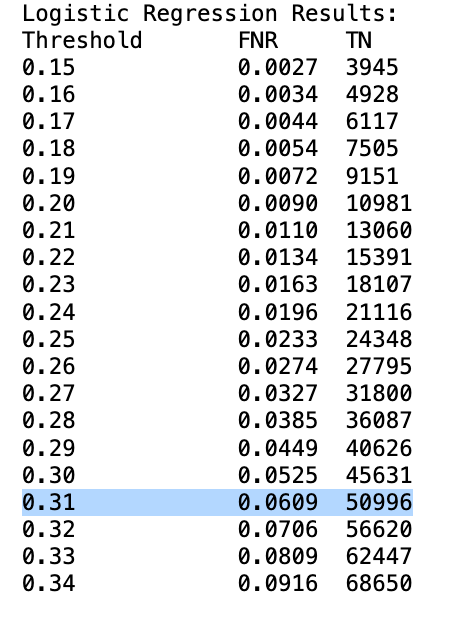 Logistic Regression Results:
Threshold FNR TN
0.15 0.0027 3945
0.16 0.0034 4928
0.17 0.0044 6117
0.18 0.0054 7505
0.19 0.0072 9151
0.20 0.0090 10981
0.21 0.0110 13060
0.22 0.0134 15391
0.23 0.0163 18107
0.24 0.0196 21116
0.25 0.0233 24348
0.26 0.0274 27795
0.27 0.0327 31800
0.28 0.0385 36087
0.29 0.0449 40626
0.30 0.0525 45631
0.31 0.0609 50996
0.32 0.0706 56620
0.33 0.0809 62447
0.34 0.0916 68650